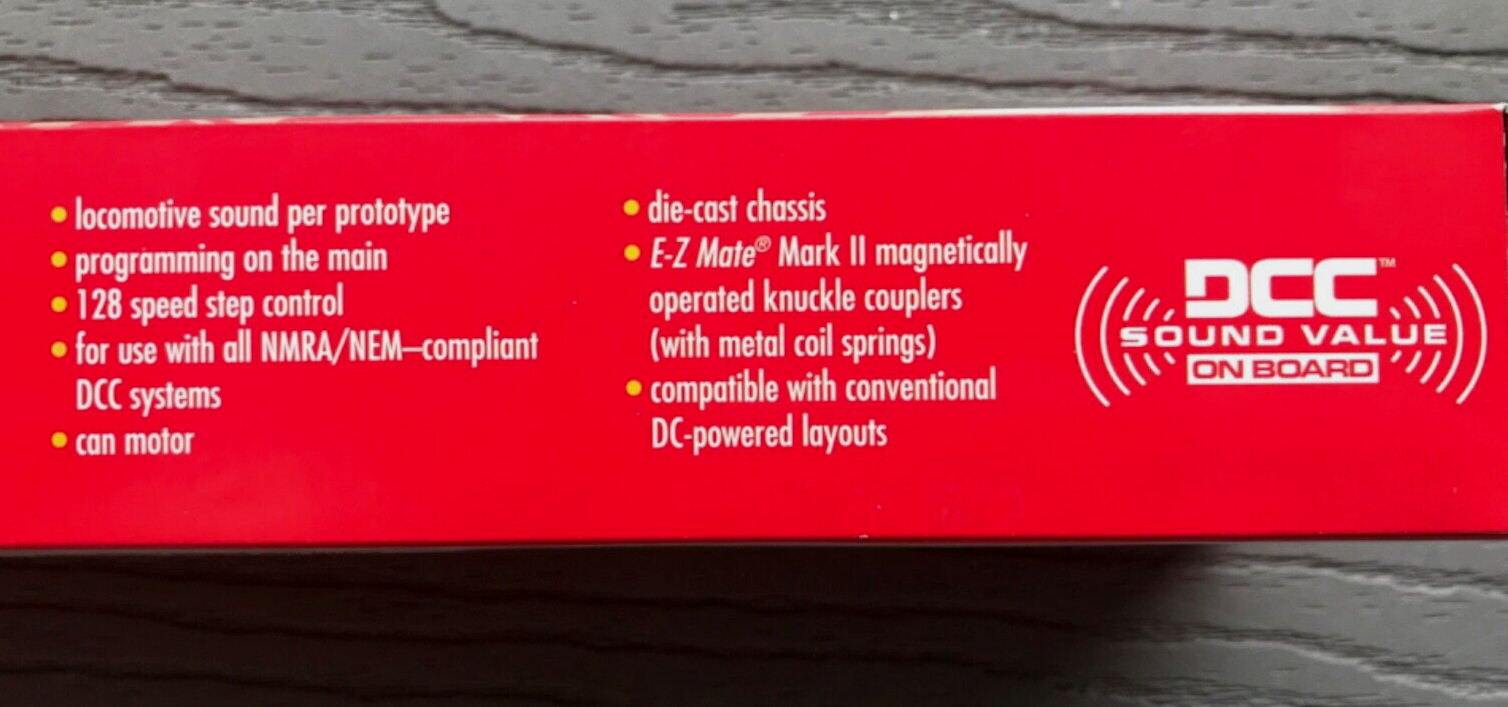 • locomotive sound per prototype
• programming on the main
• 128 speed step control
• for use with all NMRA/NEM–compliant
DCC systems
• can motor
• die-cast chassis
• E-Z Mate® Mark II magnetically
operated knuckle couplers
(with metal coil springs)
• compatible with conventional
DC-powered layouts
DCC™
SOUND VALUE
ON BOARD